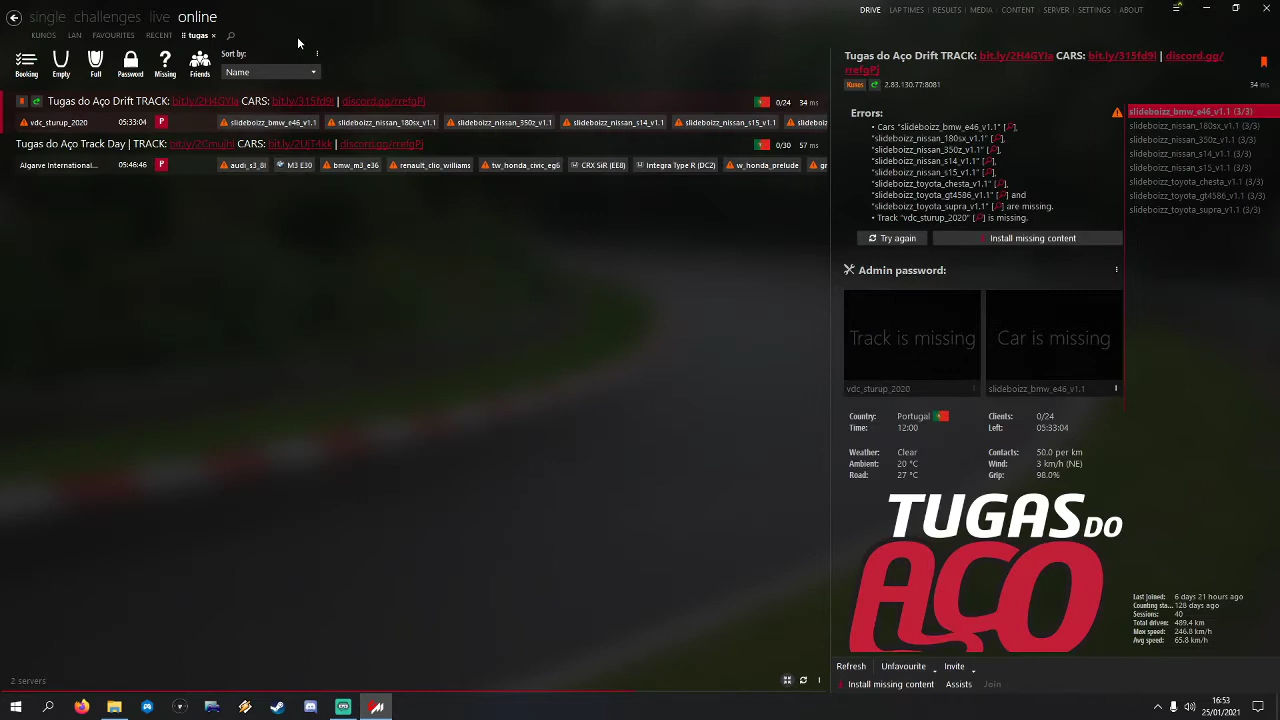 single challenges live online
DRIVE LAP TIMES RESULTS MEDIA CONTENT SERVER SETTINGS ABOUT
KUNOS LAN FAVOURITES RECENT tugas ×
Sort by:
Booking Empty Full Password Missing Friends Name
Tugas do Aço Drift TRACK: bit.ly/2H4GYIa CARS: bit.ly/315fd9l | discord.gg/rrefgPj 0/24 34 ms
vdc_sturup_2020 05:33:04 P slideboizz_bmw_e46_v1.1 slideboizz_nissan_180sx_v1.1 slideboizz_nissan_350z_v1.1 slideboizz_nissan_s14_v1.1 slideboizz_nissan_s15_v1.1
Tugas do Aço Track Day | TRACK: bit.ly/2Gmujhl CARS: bit.ly/2UiT4kk | discord.gg/rrefgPj 0/30 57 ms
Algarve International... 05:46:46 P audi_s3_8l M3 E30 bmw_m3_e36 renault_clio_williams tw_honda_civic_eg6 CRX SiR (EE8) Integra Type R (DC2) w_honda_prelude
2 servers
Tugas do Aço Drift TRACK: bit.ly/2H4GYIa CARS: bit.ly/315fd9l | discord.gg/
rrefgPj
Kunos 2.83.130.77:8081 34 ms
Errors:
• Cars "slideboizz_bmw_e46_v1.1" [ ],
"slideboizz_nissan_180sx_v1.1" [ ],
"slideboizz_nissan_350z_v1.1" [ ],
"slideboizz_nissan_s14_v1.1" [ ],
"slideboizz_nissan_s15_v1.1" [ ],
"slideboizz_toyota_chesta_v1.1" [ ],
"slideboizz_toyota_gt4586_v1.1" [ ] and
"slideboizz_toyota_supra_v1.1" [ ] are missing.
• Track "vdc_sturup_2020" [ ] is missing.
Try again Install missing content
slideboizz_bmw_e46_v1.1 (3/3)
slideboizz_nissan_180sx_v1.1 (3/3)
slideboizz_nissan_350z_v1.1 (3/3)
slideboizz_nissan_s14_v1.1 (3/3)
slideboizz_nissan_s15_v1.1 (3/3)
slideboizz_toyota_chesta_v1.1 (3/3)
slideboizz_toyota_gt4586_v1.1 (3/3)
slideboizz_toyota_supra_v1.1 (3/3)
Admin password:
Track is missing Car is missing
vdc_sturup_2020 slideboizz_bmw_e46_v1.1
Country: Portugal Clients: 0/24
Time: 12:00 Left: 05:33:04
Weather: Clear Contacts: 50.0 per km
Ambient: 20 °C Wind: 3 km/h (NE)
Road: 27 °C Grip: 98.0%
TUGAS DO
AÇO
Last joined: 6 days 21 hours ago
Counting sta... 128 days ago
Sessions: 40
Total driven: 489.4 km
Max speed: 246.8 km/h
Avg speed: 65.8 km/h
Refresh Unfavourite Invite
Install missing content Assists Join
16:53
25/01/2021